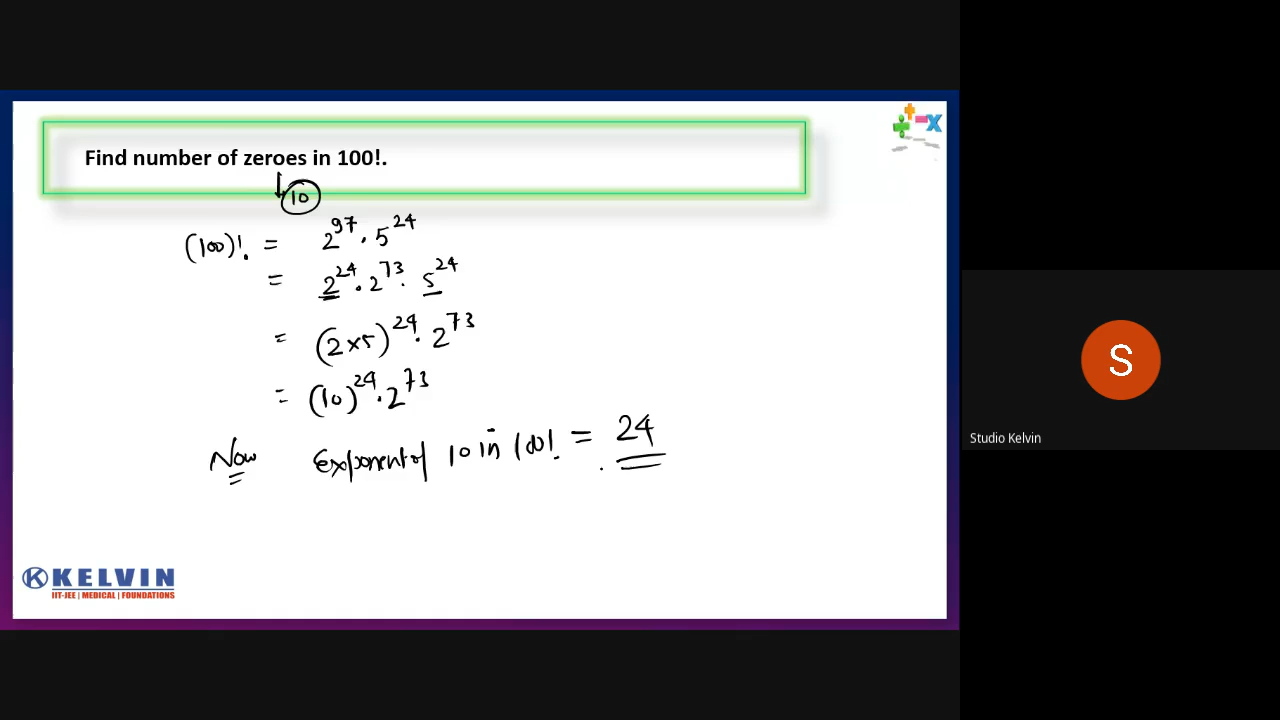 Find number of zeroes in 100!.
10
(100)! = 2^97 . 5^24
= 2^24 . 2^73 . 5^24
= (2×5)^24 . 2^73
= (10)^24 . 2^73
Now Exponent of 10 in 100! = 24
KELVIN
IIT-JEE | MEDICAL | FOUNDATIONS
S
Studio Kelvin